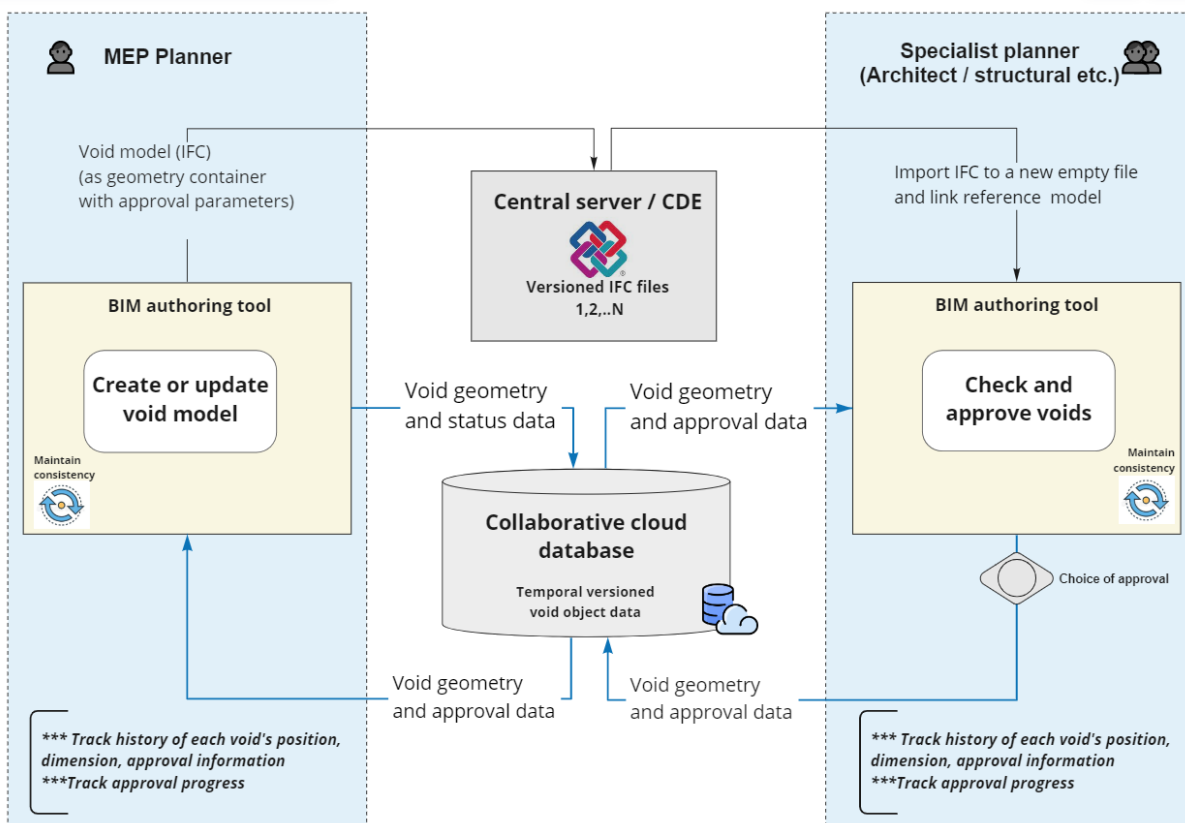 MEP Planner
Specialist planner
(Architect / structural etc.)
Void model (IFC)
(as geometry container
with approval parameters)
Central server / CDE
®
Versioned IFC files
1,2,..N
Import IFC to a new empty file
and link reference model
BIM authoring tool
Create or update
void model
Maintain
consistency
Void geometry
and status data
Void geometry
and approval data
BIM authoring tool
Check and
approve voids
Maintain
consistency
Collaborative cloud
database
Temporal versioned
void object data
Choice of approval
Void geometry
and approval data
Void geometry
and approval data
*** Track history of each void's position,
dimension, approval information
***Track approval progress
*** Track history of each void's position,
dimension, approval information
***Track approval progress